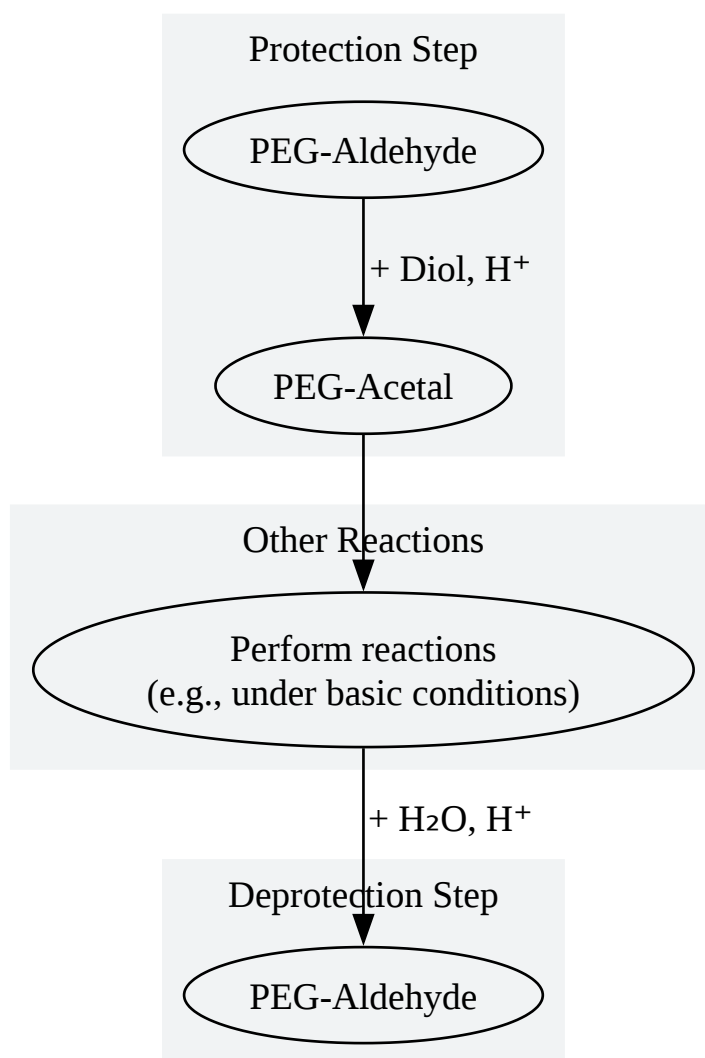 Protection Step
PEG-Aldehyde
+ Diol, H⁺
PEG-Acetal
Other Reactions
Perform reactions
(e.g., under basic conditions)
+ H₂O, H⁺
Deprotection Step
PEG-Aldehyde